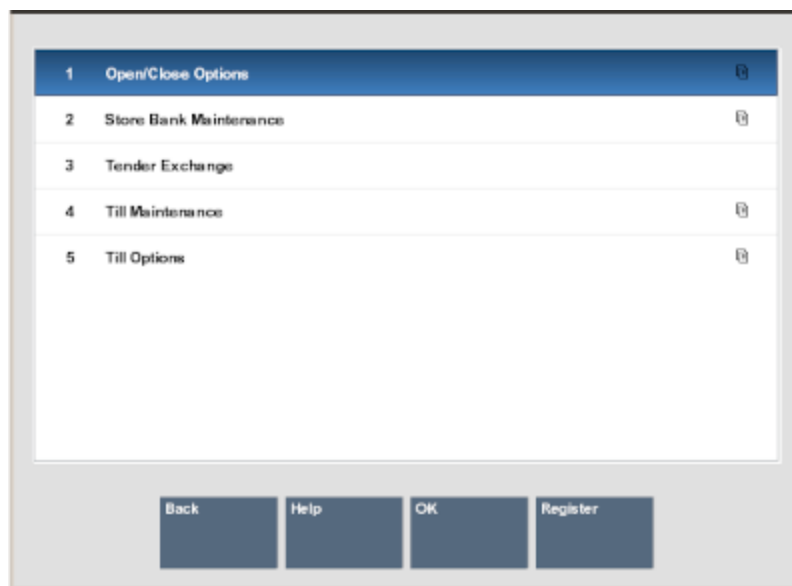 1 Open/Close Options
2 Store Bank Maintenance
3 Tender Exchange
4 Till Maintenance
5 Till Options
Back Help OK Register